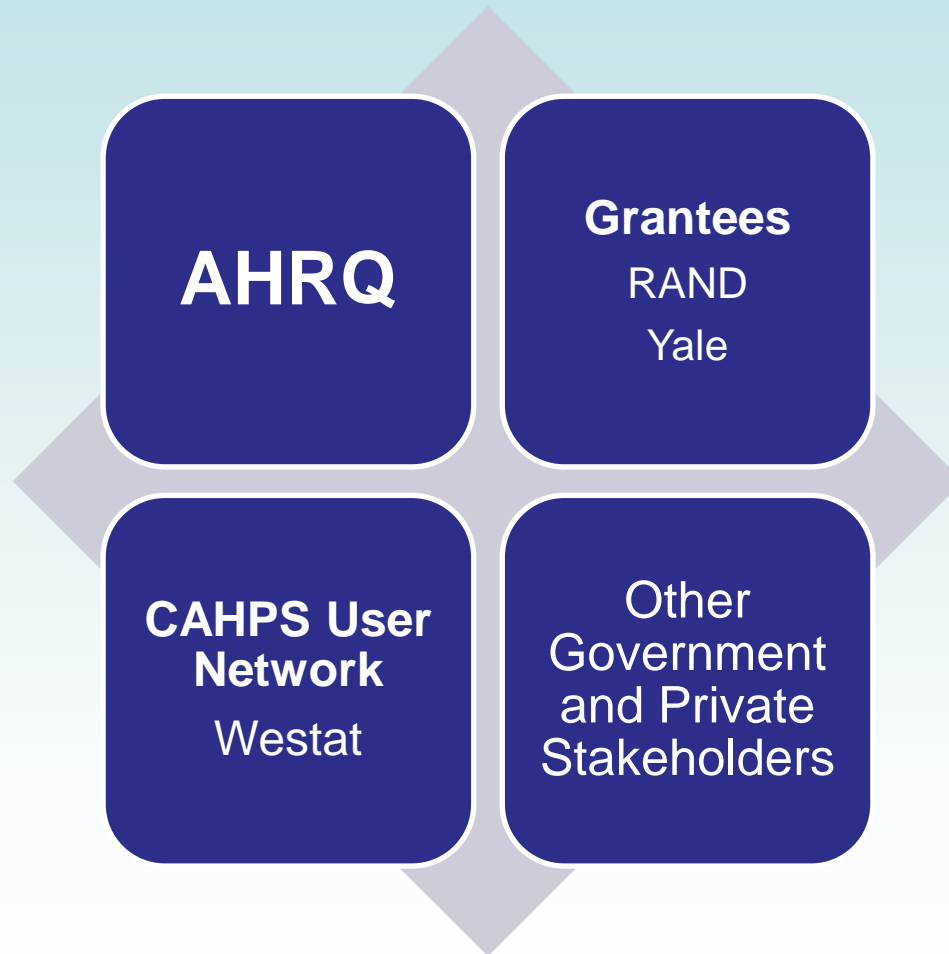 AHRQ
Grantees
RAND
Yale
CAHPS User
Network
Westat
Other
Government
and Private
Stakeholders